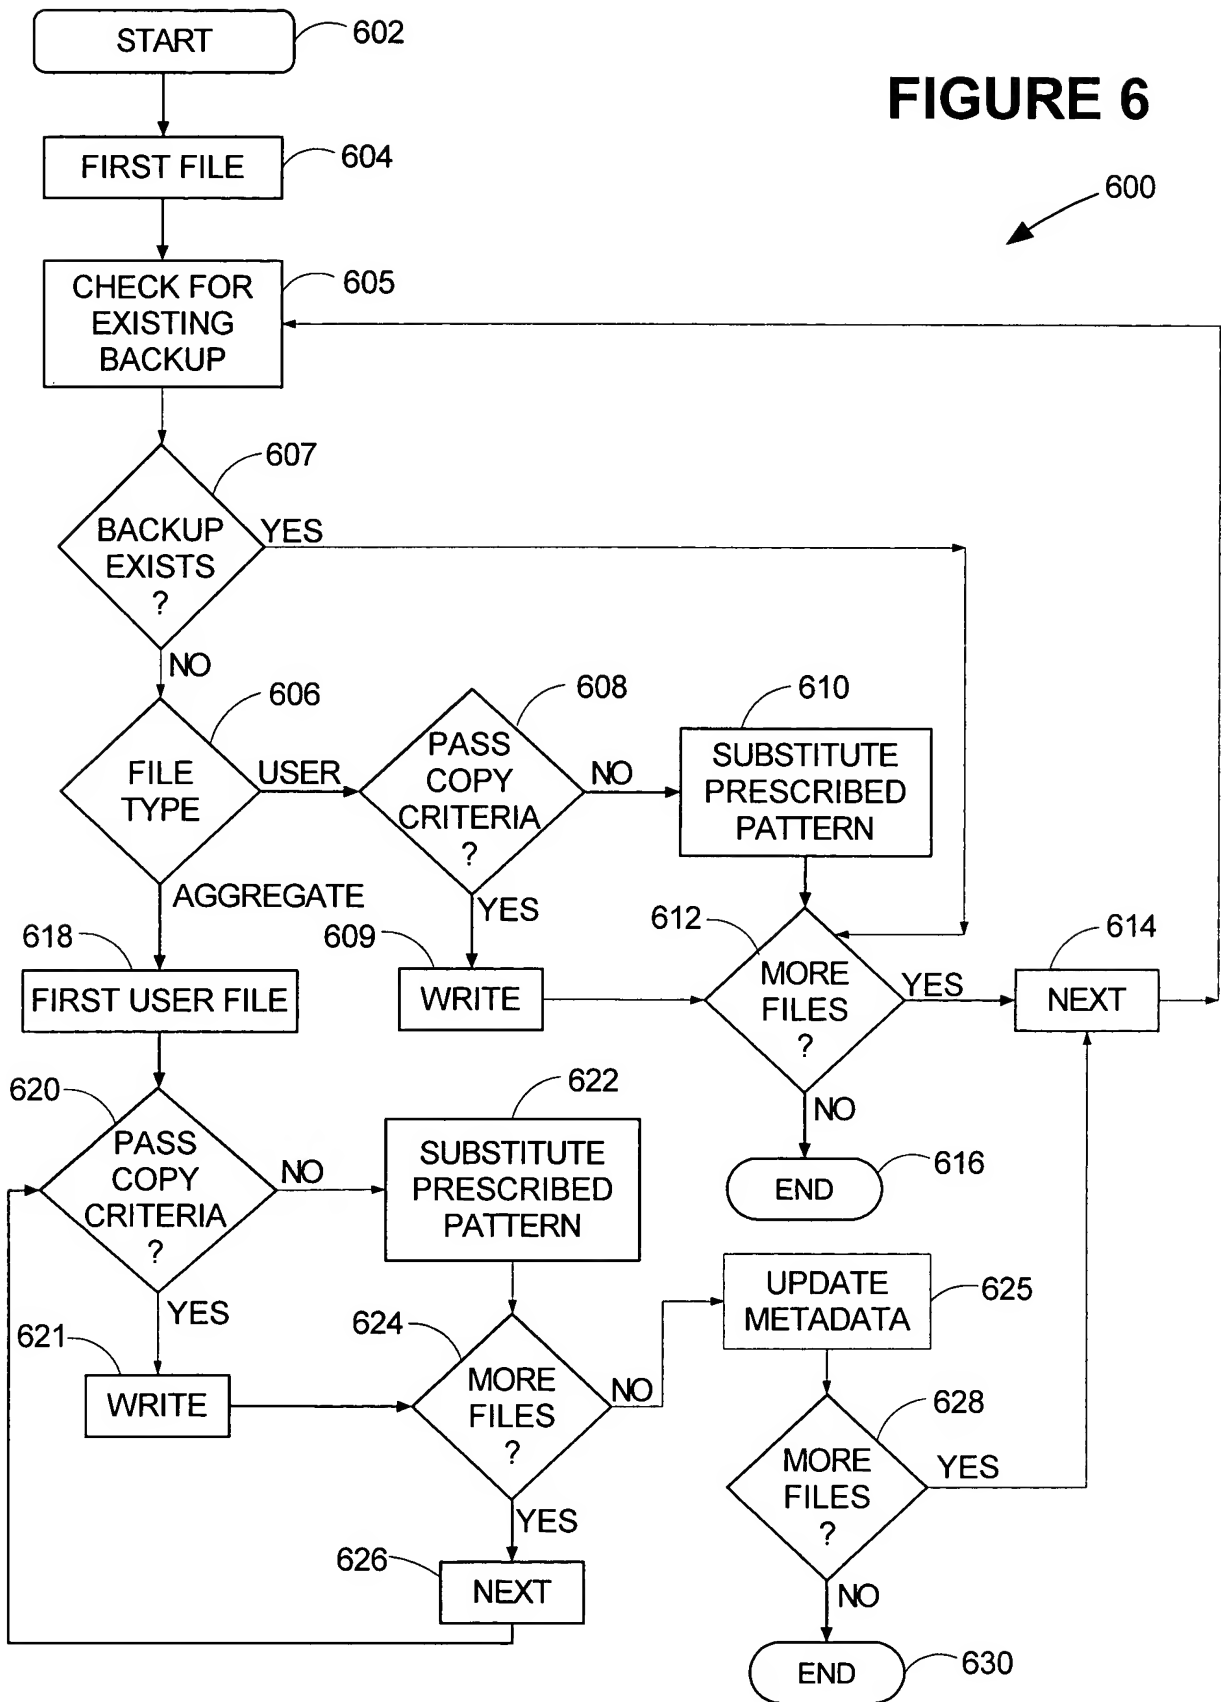 START
602
FIGURE 6
FIRST FILE
604
600
CHECK FOR
EXISTING
BACKUP
605
607
BACKUP
EXISTS
?
YES
NO
606
FILE
TYPE
USER
608
PASS
COPY
CRITERIA
?
NO
610
SUBSTITUTE
PRESCRIBED
PATTERN
AGGREGATE
YES
618
FIRST USER FILE
609
WRITE
612
MORE
FILES
?
YES
614
NEXT
NO
616
END
620
PASS
COPY
CRITERIA
?
NO
622
SUBSTITUTE
PRESCRIBED
PATTERN
YES
621
WRITE
624
MORE
FILES
?
NO
UPDATE
METADATA
625
628
MORE
FILES
?
YES
YES
626
NEXT
NO
END
630